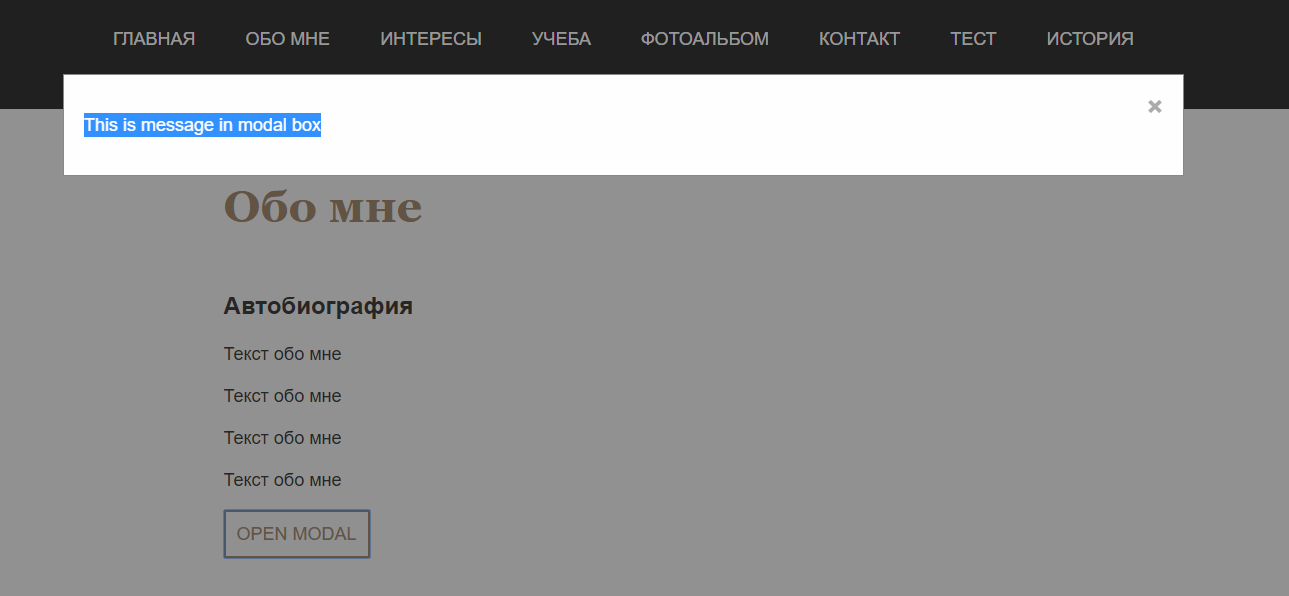 ГЛАВНАЯ ОБО МНЕ ИНТЕРЕСЫ УЧЕБА ФОТОАЛЬБОМ КОНТАКТ ТЕСТ ИСТОРИЯ
This is message in modal box
Обо мне
Автобиография
Текст обо мне
Текст обо мне
Текст обо мне
Текст обо мне
OPEN MODAL